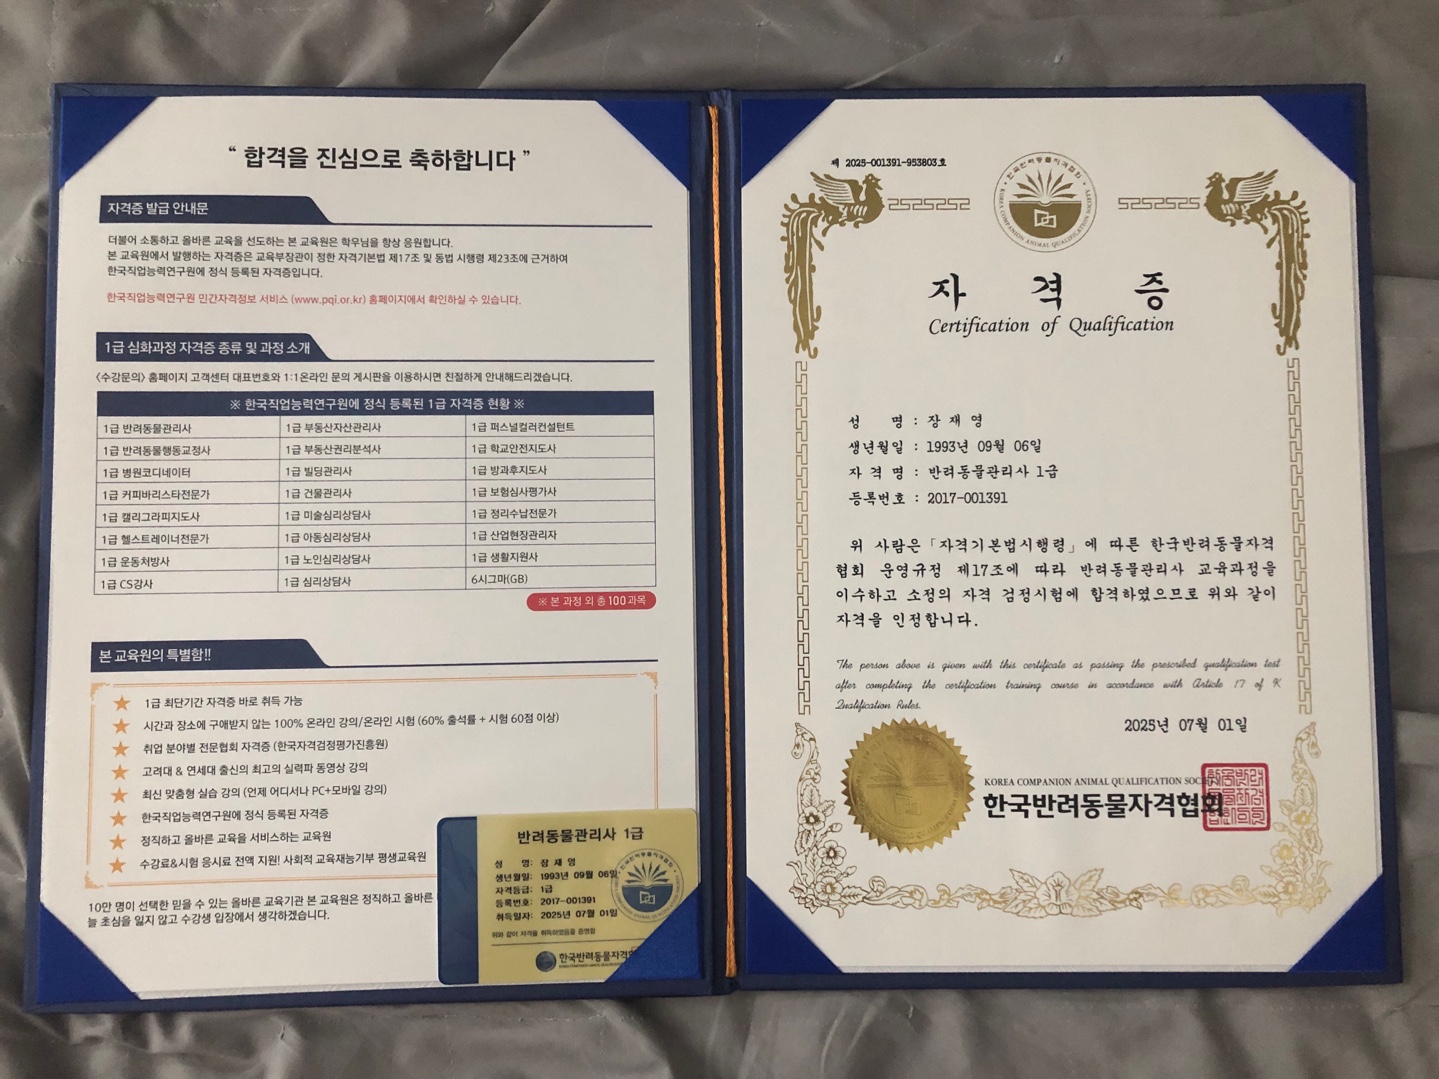 “ 합격을 진심으로 축하합니다 ”
자격증 발급 안내문
더불어 소통하고 올바른 교육을 선도하는 본 교육원은 학우님을 항상 응원합니다.
본 교육원에서 발행하는 자격증은 교육부장관이 정한 자격기본법 제17조 및 동법 시행령 제23조에 근거하여
한국직업능력연구원에 정식 등록된 자격증입니다.
한국직업능력연구원 민간자격정보 서비스 (www.pqi.or.kr) 홈페이지에서 확인하실 수 있습니다.
1급 심화과정 자격증 종류 및 과정 소개
<수강문의> 홈페이지 고객센터 대표번호와 1:1온라인 문의 게시판을 이용하시면 친절하게 안내해드리겠습니다.
※ 한국직업능력연구원에 정식 등록된 1급 자격증 현황 ※
1급 반려동물관리사 1급 부동산자산관리사 1급 퍼스널컬러컨설턴트
1급 반려동물행동교정사 1급 부동산권리분석사 1급 학교안전지도사
1급 병원코디네이터 1급 빌딩관리사 1급 방과후지도사
1급 커피바리스타전문가 1급 건물관리사 1급 보험심사평가사
1급 캘리그라피지도사 1급 미술심리상담사 1급 정리수납전문가
1급 헬스트레이너전문가 1급 아동심리상담사 1급 산업현장관리자
1급 운동처방사 1급 노인심리상담사 1급 생활지원사
1급 CS강사 1급 심리상담사 6시그마(GB)
※ 본 과정 외 총 100과목
본 교육원의 특별함!!
★ 1급 최단기간 자격증 바로 취득 가능
★ 시간과 장소에 구애받지 않는 100% 온라인 강의/온라인 시험 (60% 출석률 + 시험 60점 이상)
★ 취업 분야별 전문협회 자격증 (한국자격검정평가진흥원)
★ 고려대 & 연세대 출신의 최고의 실력파 동영상 강의
★ 최신 맞춤형 실습 강의 (언제 어디서나 PC+모바일 강의)
★ 한국직업능력연구원에 정식 등록된 자격증
★ 정직하고 올바른 교육을 서비스하는 교육원
★ 수강료&시험 응시료 전액 지원! 사회적 교육재능기부 평생교육원
10만 명이 선택한 믿을 수 있는 올바른 교육기관 본 교육원은 정직하고 올바른
늘 초심을 잃지 않고 수강생 입장에서 생각하겠습니다.
반려동물관리사 1급
성 명: 장 재 영
생년월일: 1993년 09월 06일
자격등급: 1급
등록번호: 2017-001391
취득일자: 2025년 07월 01일
위와 같이 자격을 취득하였음을 증명함
한국반려동물자격
제 2025-001391-953803호
한국반려동물자격협회
KOREA COMPANION ANIMAL QUALIFICATION SOCIETY
자 격 증
Certification of Qualification
성 명 : 장 재 영
생년월일 : 1993년 09월 06일
자 격 명 : 반려동물관리사 1급
등록번호 : 2017-001391
위 사람은「자격기본법시행령」에 따른 한국반려동물자격
협회 운영규정 제17조에 따라 반려동물관리사 교육과정을
이수하고 소정의 자격 검정시험에 합격하였으므로 위와 같이
자격을 인정합니다.
The person above is given with this certificate as passing the prescribed qualification test
after completing the certification training course in accordance with Article 17 of K
Qualification Rules.
2025년 07월 01일
KOREA COMPANION ANIMAL QUALIFICATION SOCIETY
한국반려동물자격협회